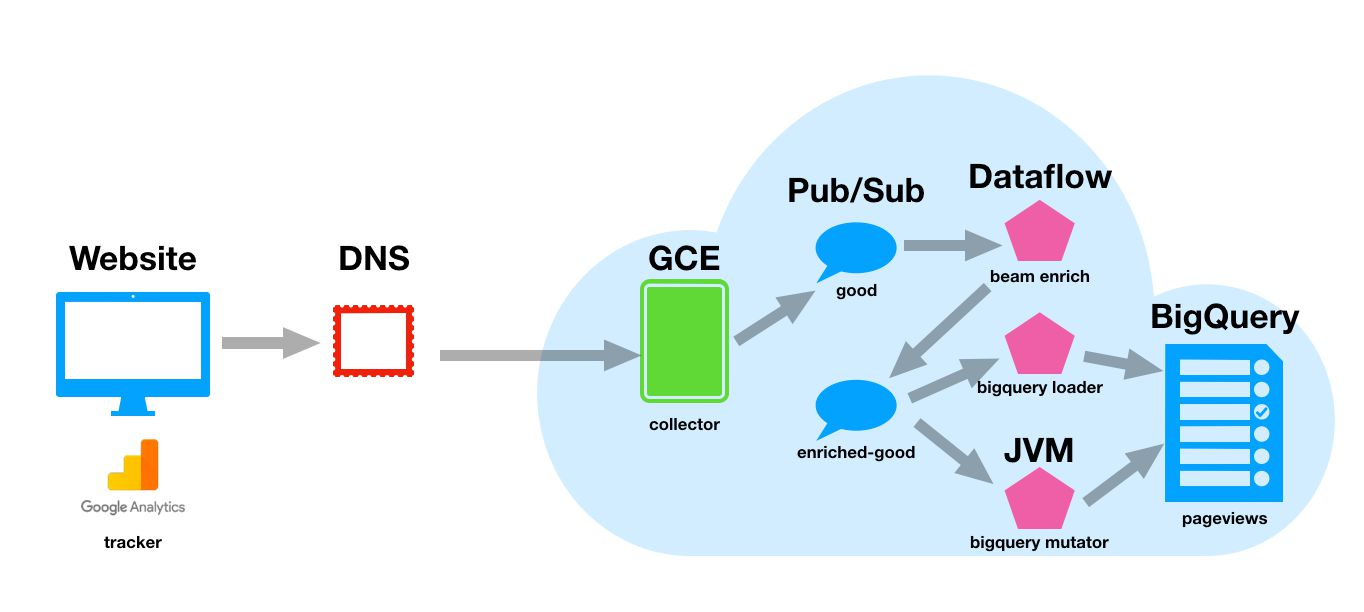 Website
Google Analytics
tracker
DNS
GCE
collector
Pub/Sub
good
enriched-good
Dataflow
beam enrich
bigquery loader
JVM
bigquery mutator
BigQuery
pageviews